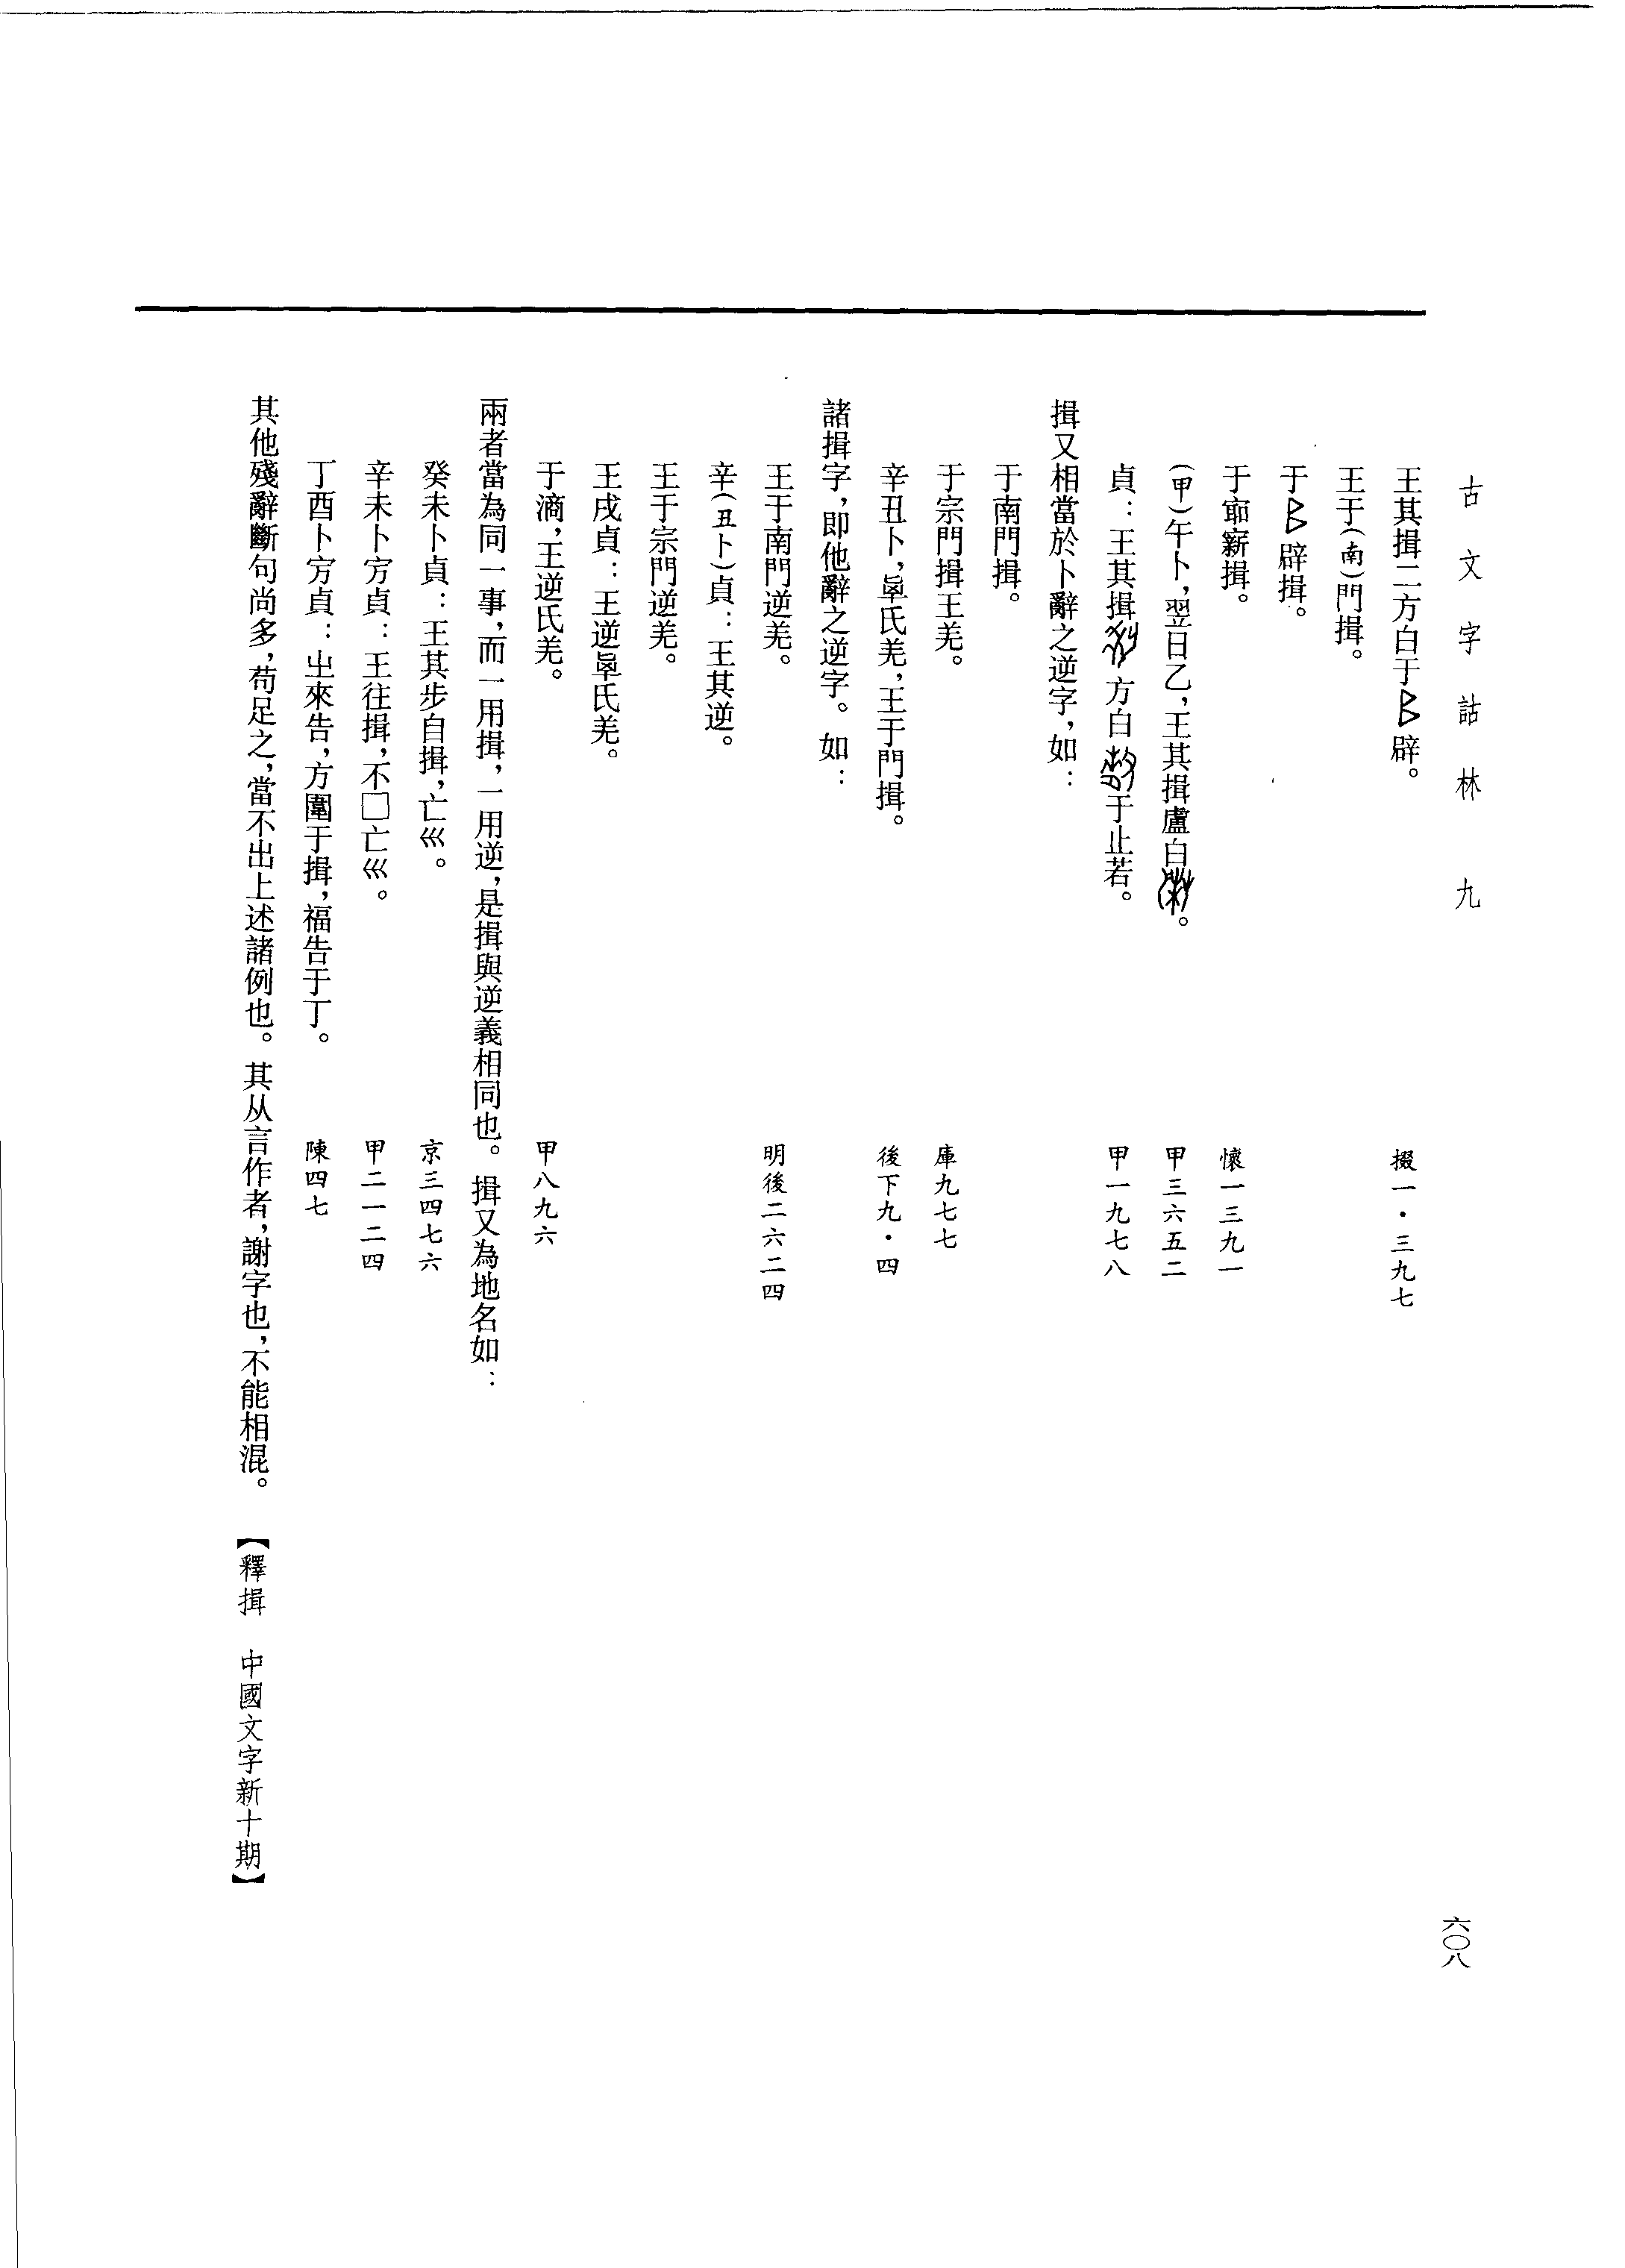 古文字詁林 九
王其揖二方白于辟。 掇一·三九七
王于(南)門揖。
于辟揖。
于𩫖寮揖。 懷一三九一
(甲)午卜,翌日乙,王其揖盧白。 甲三六五二
貞:王其揖方白于止若。 甲一九七八
揖又相當於卜辭之逆字,如:
于南門揖。
于宗門揖王羌。 庫九七七
辛丑卜,氏羌,王于門揖。 後下九·四
諸揖字,即他辭之逆字。如:
王于南門逆羌。 明後二六二四
王于宗門逆羌。
辛(丑卜)貞:王其逆。
王戌貞:王逆氏羌。
于滴,王逆氏羌。 甲八九六
兩者當為同一事,而一用揖,一用逆,是揖與逆義相同也。揖又為地名如:
癸未卜貞:王其步自揖,亡巛。 京三四七六
辛未卜㝑貞:王往揖,不□亡巛。 甲二一二四
丁酉卜㝑貞:㞢來告,方圍于揖,福告于丁。 陳四七
其他殘辭斷句尚多,苟足之,當不出上述諸例也。其从言作者,謝字也,不能相混。 【釋揖 中國文字新十期】
六〇八